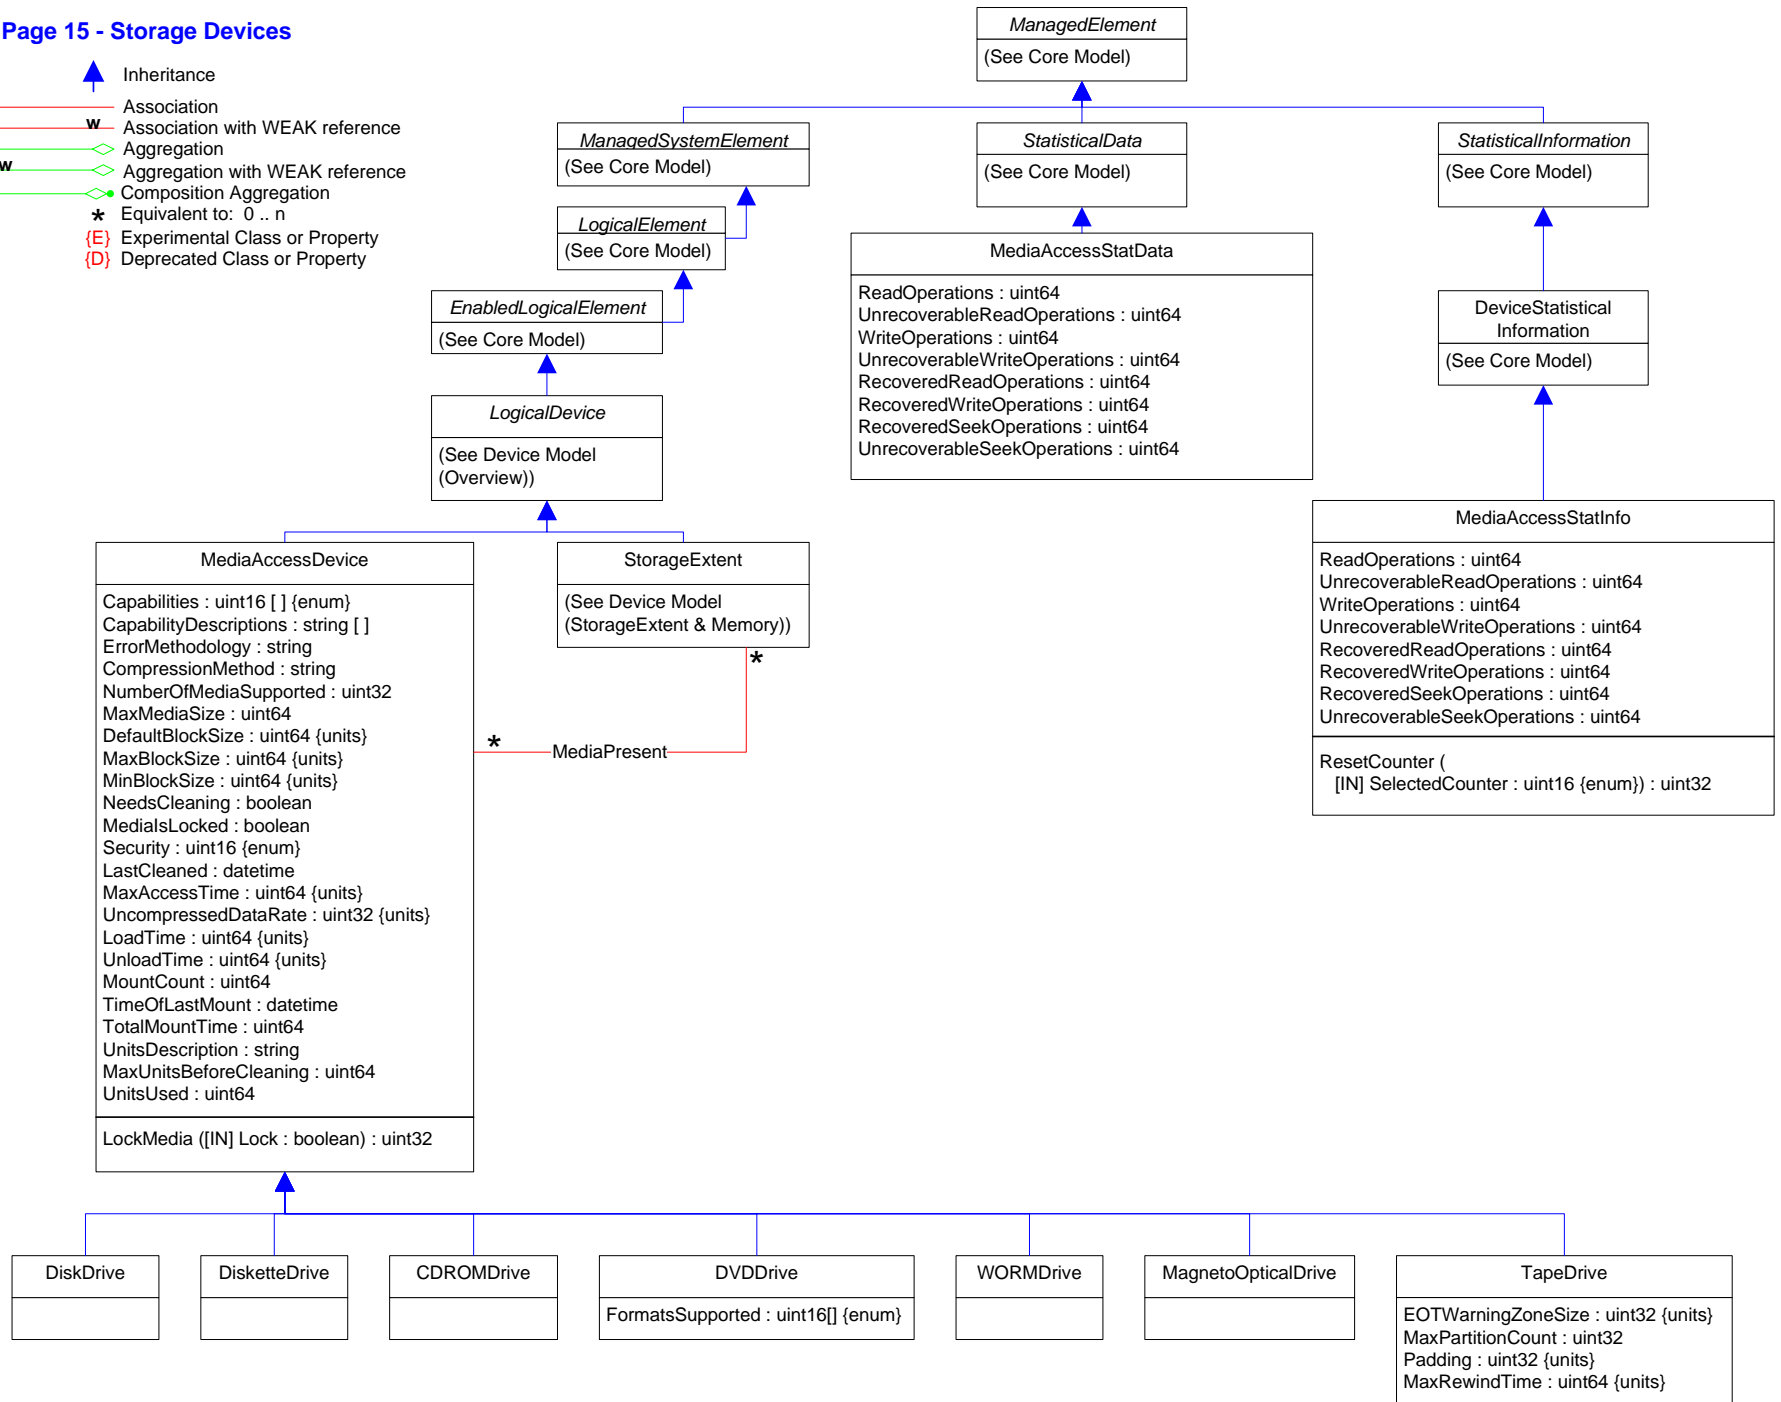 Page 15 - Storage Devices
Inheritance
Association
w
Association with WEAK reference
Aggregation
w
Aggregation with WEAK reference
Composition Aggregation
* Equivalent to: 0 .. n
{E} Experimental Class or Property
{D} Deprecated Class or Property
ManagedElement
(See Core Model)
ManagedSystemElement
(See Core Model)
StatisticalData
(See Core Model)
StatisticalInformation
(See Core Model)
LogicalElement
(See Core Model)
EnabledLogicalElement
(See Core Model)
LogicalDevice
(See Device Model
(Overview))
MediaAccessStatData
ReadOperations : uint64
UnrecoverableReadOperations : uint64
WriteOperations : uint64
UnrecoverableWriteOperations : uint64
RecoveredReadOperations : uint64
RecoveredWriteOperations : uint64
RecoveredSeekOperations : uint64
UnrecoverableSeekOperations : uint64
DeviceStatistical
Information
(See Core Model)
MediaAccessStatInfo
ReadOperations : uint64
UnrecoverableReadOperations : uint64
WriteOperations : uint64
UnrecoverableWriteOperations : uint64
RecoveredReadOperations : uint64
RecoveredWriteOperations : uint64
RecoveredSeekOperations : uint64
UnrecoverableSeekOperations : uint64
ResetCounter (
[IN] SelectedCounter : uint16 {enum}) : uint32
MediaAccessDevice
Capabilities : uint16 [ ] {enum}
CapabilityDescriptions : string [ ]
ErrorMethodology : string
CompressionMethod : string
NumberOfMediaSupported : uint32
MaxMediaSize : uint64
DefaultBlockSize : uint64 {units}
MaxBlockSize : uint64 {units}
MinBlockSize : uint64 {units}
NeedsCleaning : boolean
MediaIsLocked : boolean
Security : uint16 {enum}
LastCleaned : datetime
MaxAccessTime : uint64 {units}
UncompressedDataRate : uint32 {units}
LoadTime : uint64 {units}
UnloadTime : uint64 {units}
MountCount : uint64
TimeOfLastMount : datetime
TotalMountTime : uint64
UnitsDescription : string
MaxUnitsBeforeCleaning : uint64
UnitsUsed : uint64
LockMedia ([IN] Lock : boolean) : uint32
StorageExtent
(See Device Model
(StorageExtent & Memory))
*
* MediaPresent
DiskDrive
DisketteDrive
CDROMDrive
DVDDrive
FormatsSupported : uint16[] {enum}
WORMDrive
MagnetoOpticalDrive
TapeDrive
EOTWarningZoneSize : uint32 {units}
MaxPartitionCount : uint32
Padding : uint32 {units}
MaxRewindTime : uint64 {units}